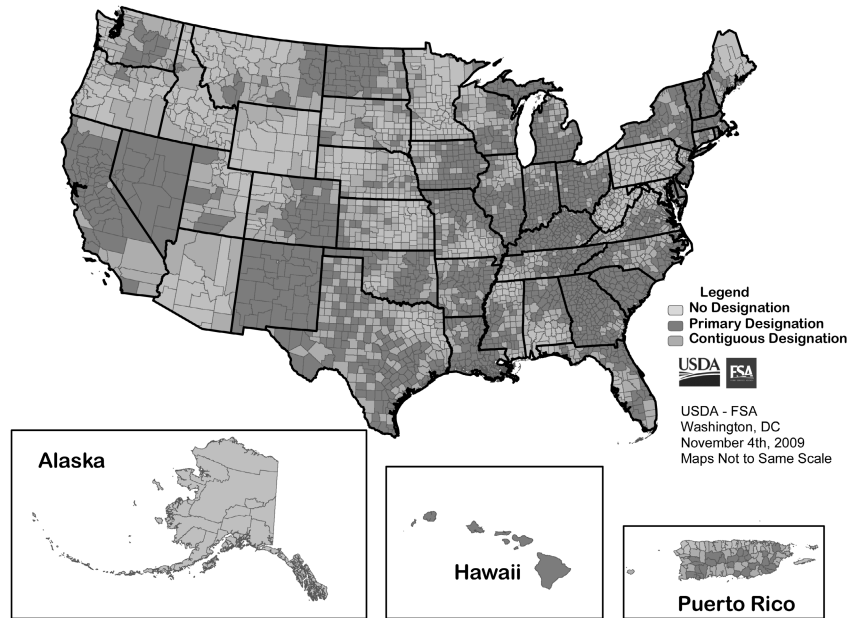 Legend
No Designation
Primary Designation
Contiguous Designation
USDA
FSA
USDA - FSA
Washington, DC
November 4th, 2009
Maps Not to Same Scale
Alaska
Hawaii
Puerto Rico